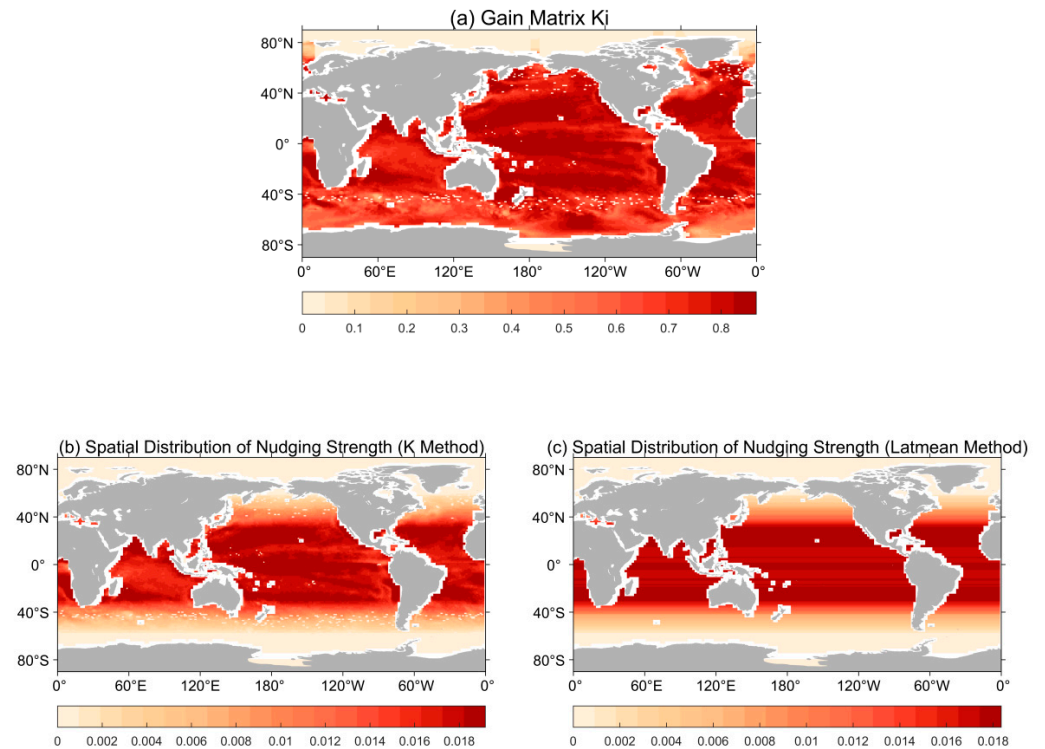 (a) Gain Matrix Ki
80°N
40°N
0°
40°S
80°S
0° 60°E 120°E 180° 120°W 60°W 0°
0 0.1 0.2 0.3 0.4 0.5 0.6 0.7 0.8
(b) Spatial Distribution of Nudging Strength (K Method)
80°N
40°N
0°
40°S
80°S
0° 60°E 120°E 180° 120°W 60°W 0°
0 0.002 0.004 0.006 0.008 0.01 0.012 0.014 0.016 0.018
(c) Spatial Distribution of Nudging Strength (Latmean Method)
80°N
40°N
0°
40°S
80°S
0° 60°E 120°E 180° 120°W 60°W 0°
0 0.002 0.004 0.006 0.008 0.01 0.012 0.014 0.016 0.018